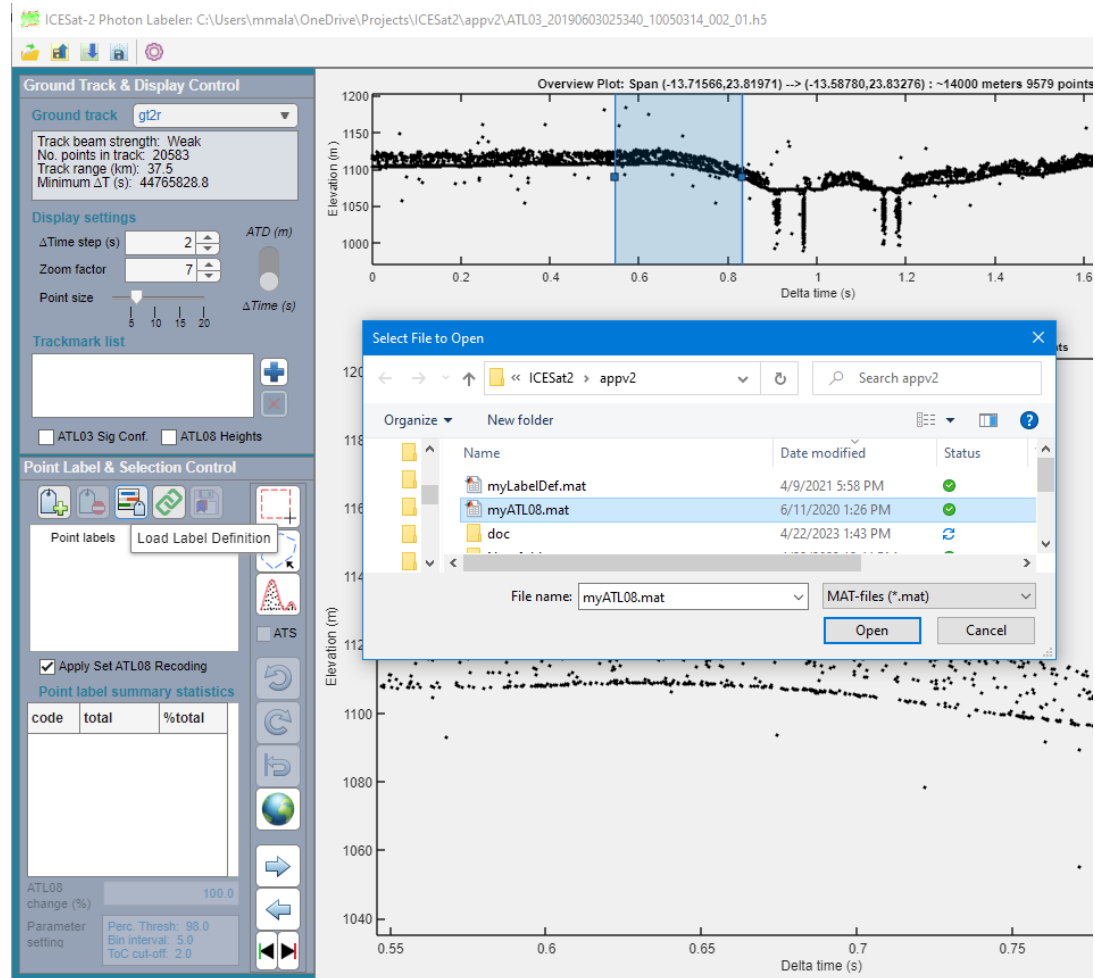 ICESat-2 Photon Labeler: C:\Users\mmala\OneDrive\Projects\ICESat2\appv2\ATL03_20190603025340_10050314_002_01.h5
Ground Track & Display Control
Ground track gt2r
Track beam strength: Weak
No. points in track: 20583
Track range (km): 37.5
Minimum ΔT (s): 44765828.8
Display settings
ΔTime step (s) 2
ATD (m)
Zoom factor 7
Point size
5 10 15 20
ΔTime (s)
Trackmark list
ATL03 Sig Conf. ATL08 Heights
Point Label & Selection Control
Point labels
Load Label Definition
ATS
Apply Set ATL08 Recoding
Point label summary statistics
code total %total
ATL08
change (%) 100.0
Parameter
setting
Perc. Thresh: 98.0
Bin interval: 5.0
ToC cut-off: 2.0
Overview Plot: Span (-13.71566,23.81971) --> (-13.58780,23.83276) : ~14000 meters 9579 points
Elevation (m)
1200
1150
1100
1050
1000
0 0.2 0.4 0.6 0.8 1 1.2 1.4 1.6
Delta time (s)
Select File to Open
« ICESat2 › appv2
Search appv2
Organize
New folder
Name Date modified Status
myLabelDef.mat 4/9/2021 5:58 PM
myATL08.mat 6/11/2020 1:26 PM
doc 4/22/2023 1:43 PM
File name: myATL08.mat
MAT-files (*.mat)
Open
Cancel
ts
Elevation (m)
120
118
116
114
112
1100
1080
1060
1040
0.55 0.6 0.65 0.7 0.75
Delta time (s)